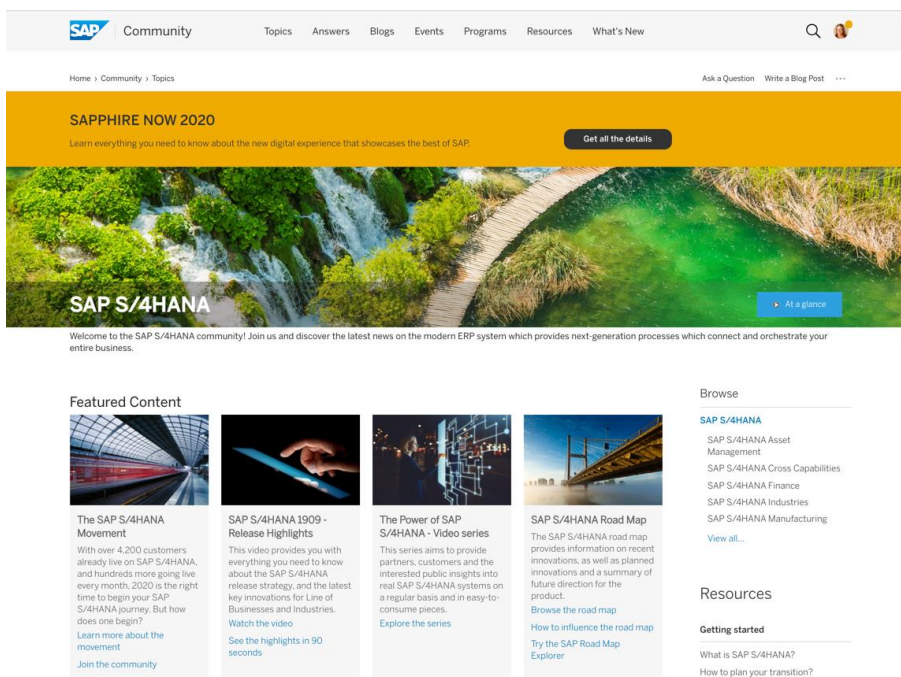 SAP Community
Topics Answers Blogs Events Programs Resources What's New
Home › Community › Topics
Ask a Question Write a Blog Post ...
SAPPHIRE NOW 2020
Learn everything you need to know about the new digital experience that showcases the best of SAP.
Get all the details
SAP S/4HANA
At a glance
Welcome to the SAP S/4HANA community! Join us and discover the latest news on the modern ERP system which provides next-generation processes which connect and orchestrate your
entire business.
Featured Content
The SAP S/4HANA
Movement
With over 4,200 customers
already live on SAP S/4HANA,
and hundreds more going live
every month, 2020 is the right
time to begin your SAP
S/4HANA journey. But how
does one begin?
Learn more about the
movement
Join the community
SAP S/4HANA 1909 -
Release Highlights
This video provides you with
everything you need to know
about the SAP S/4HANA
release strategy, and the latest
key innovations for Line of
Businesses and Industries.
Watch the video
See the highlights in 90
seconds
The Power of SAP
S/4HANA - Video series
This series aims to provide
partners, customers and the
interested public insights into
real SAP S/4HANA systems on
a regular basis and in easy-to-
consume pieces.
Explore the series
SAP S/4HANA Road Map
The SAP S/4HANA road map
provides information on recent
innovations, as well as planned
innovations and a summary of
future direction for the
product.
Browse the road map
How to influence the road map
Try the SAP Road Map
Explorer
Browse
SAP S/4HANA
SAP S/4HANA Asset
Management
SAP S/4HANA Cross Capabilities
SAP S/4HANA Finance
SAP S/4HANA Industries
SAP S/4HANA Manufacturing
View all...
Resources
Getting started
What is SAP S/4HANA?
How to plan your transition?